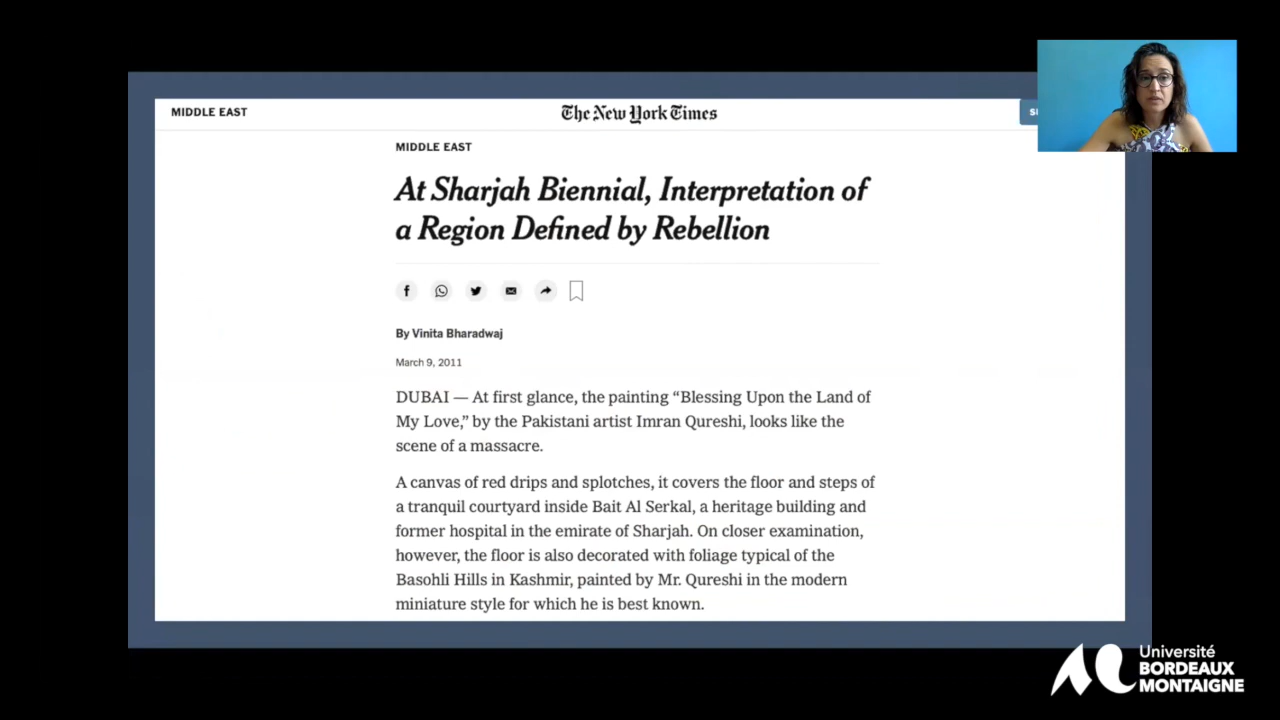 MIDDLE EAST
The New York Times
MIDDLE EAST
At Sharjah Biennial, Interpretation of
a Region Defined by Rebellion
By Vinita Bharadwaj
March 9, 2011
DUBAI — At first glance, the painting “Blessing Upon the Land of
My Love,” by the Pakistani artist Imran Qureshi, looks like the
scene of a massacre.
A canvas of red drips and splotches, it covers the floor and steps of
a tranquil courtyard inside Bait Al Serkal, a heritage building and
former hospital in the emirate of Sharjah. On closer examination,
however, the floor is also decorated with foliage typical of the
Basohli Hills in Kashmir, painted by Mr. Qureshi in the modern
miniature style for which he is best known.
Université
BORDEAUX
MONTAIGNE